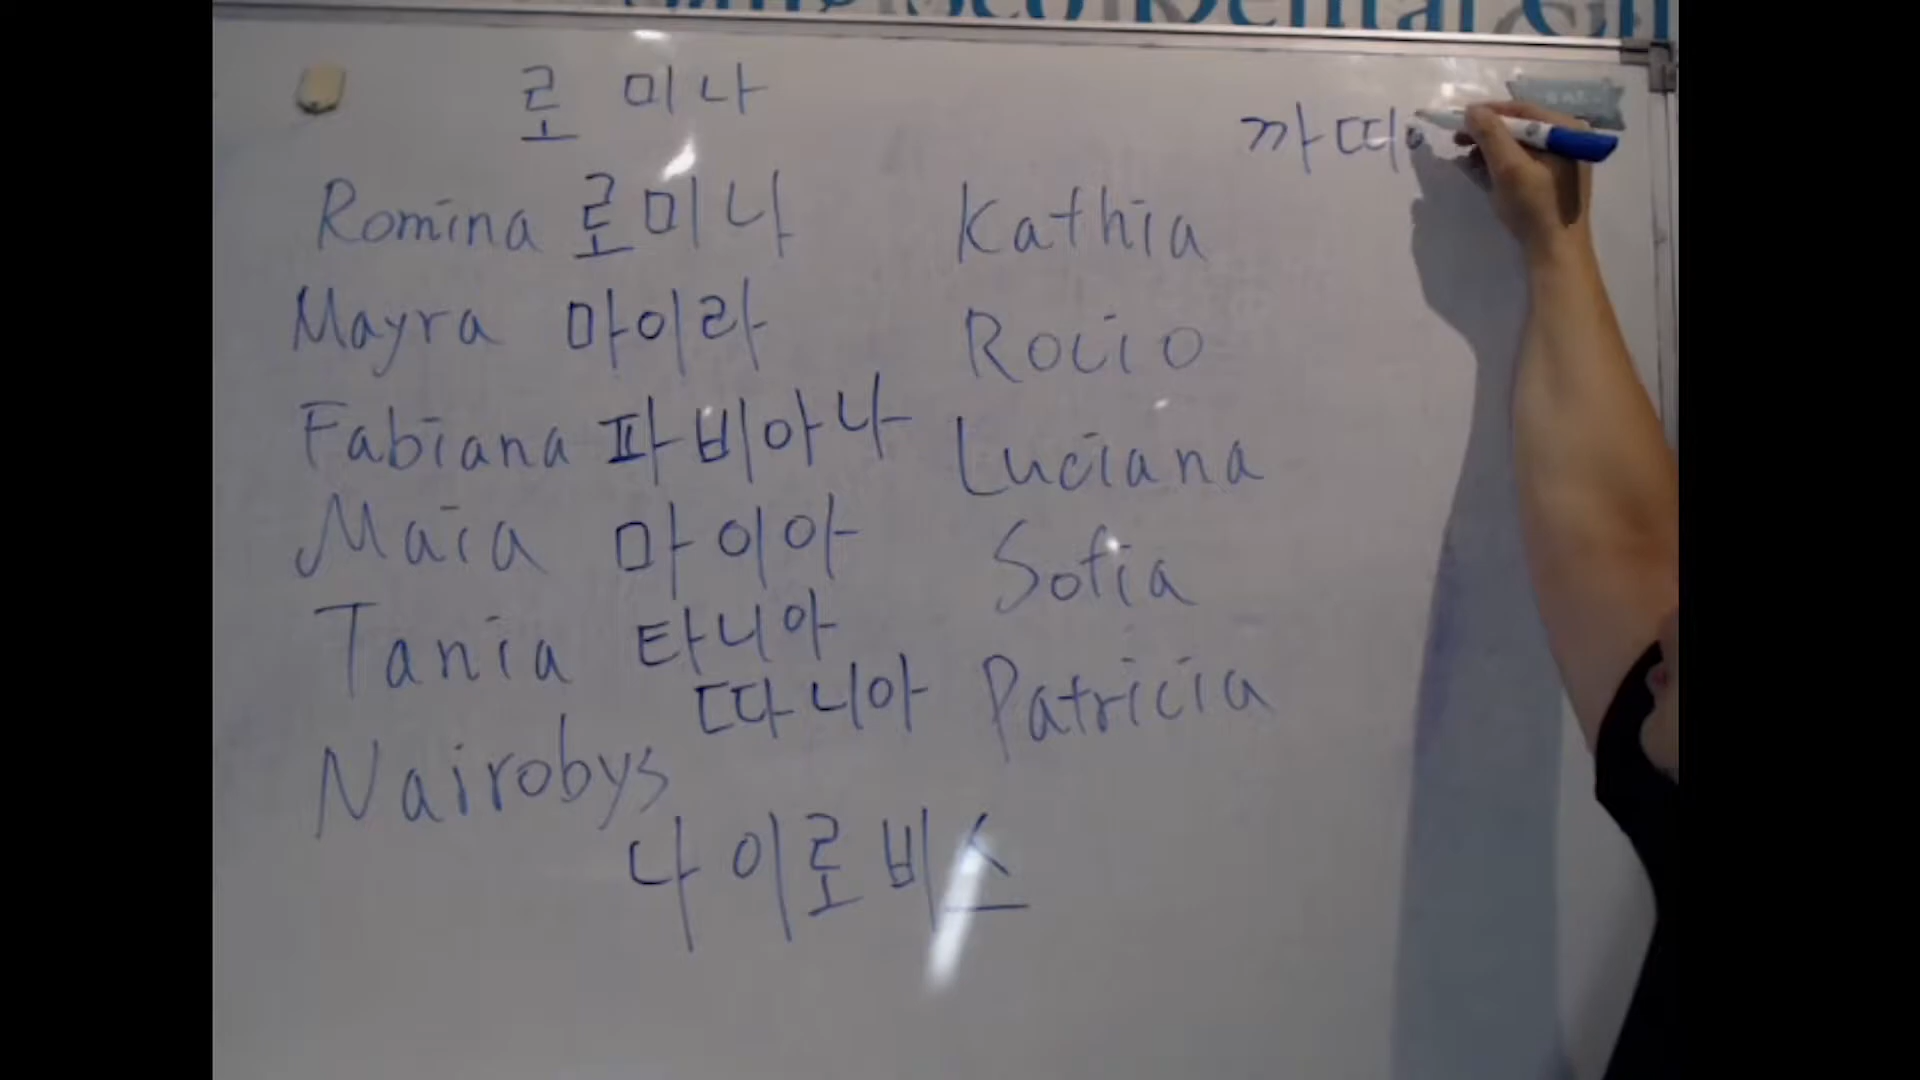 로 미나
까띠
Romina 로미나
Kathia
Mayra 마이라
Rocio
Fabiana 파비아나
Luciana
Maia 마이아
Sofia
Tania 타니아
따니아
Patricia
Nairobys
나이로비스